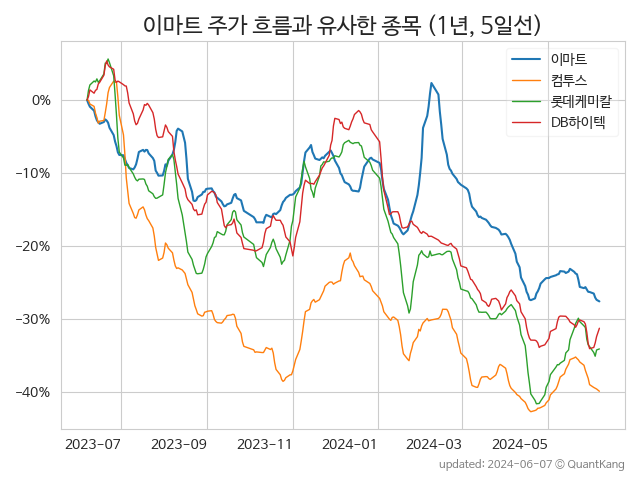 이마트 주가 흐름과 유사한 종목 (1년, 5일선)
이마트
컴투스
롯데케미칼
DB하이텍
0%
−10%
−20%
−30%
−40%
2023-07 2023-09 2023-11 2024-01 2024-03 2024-05
updated: 2024-06-07 © QuantKang